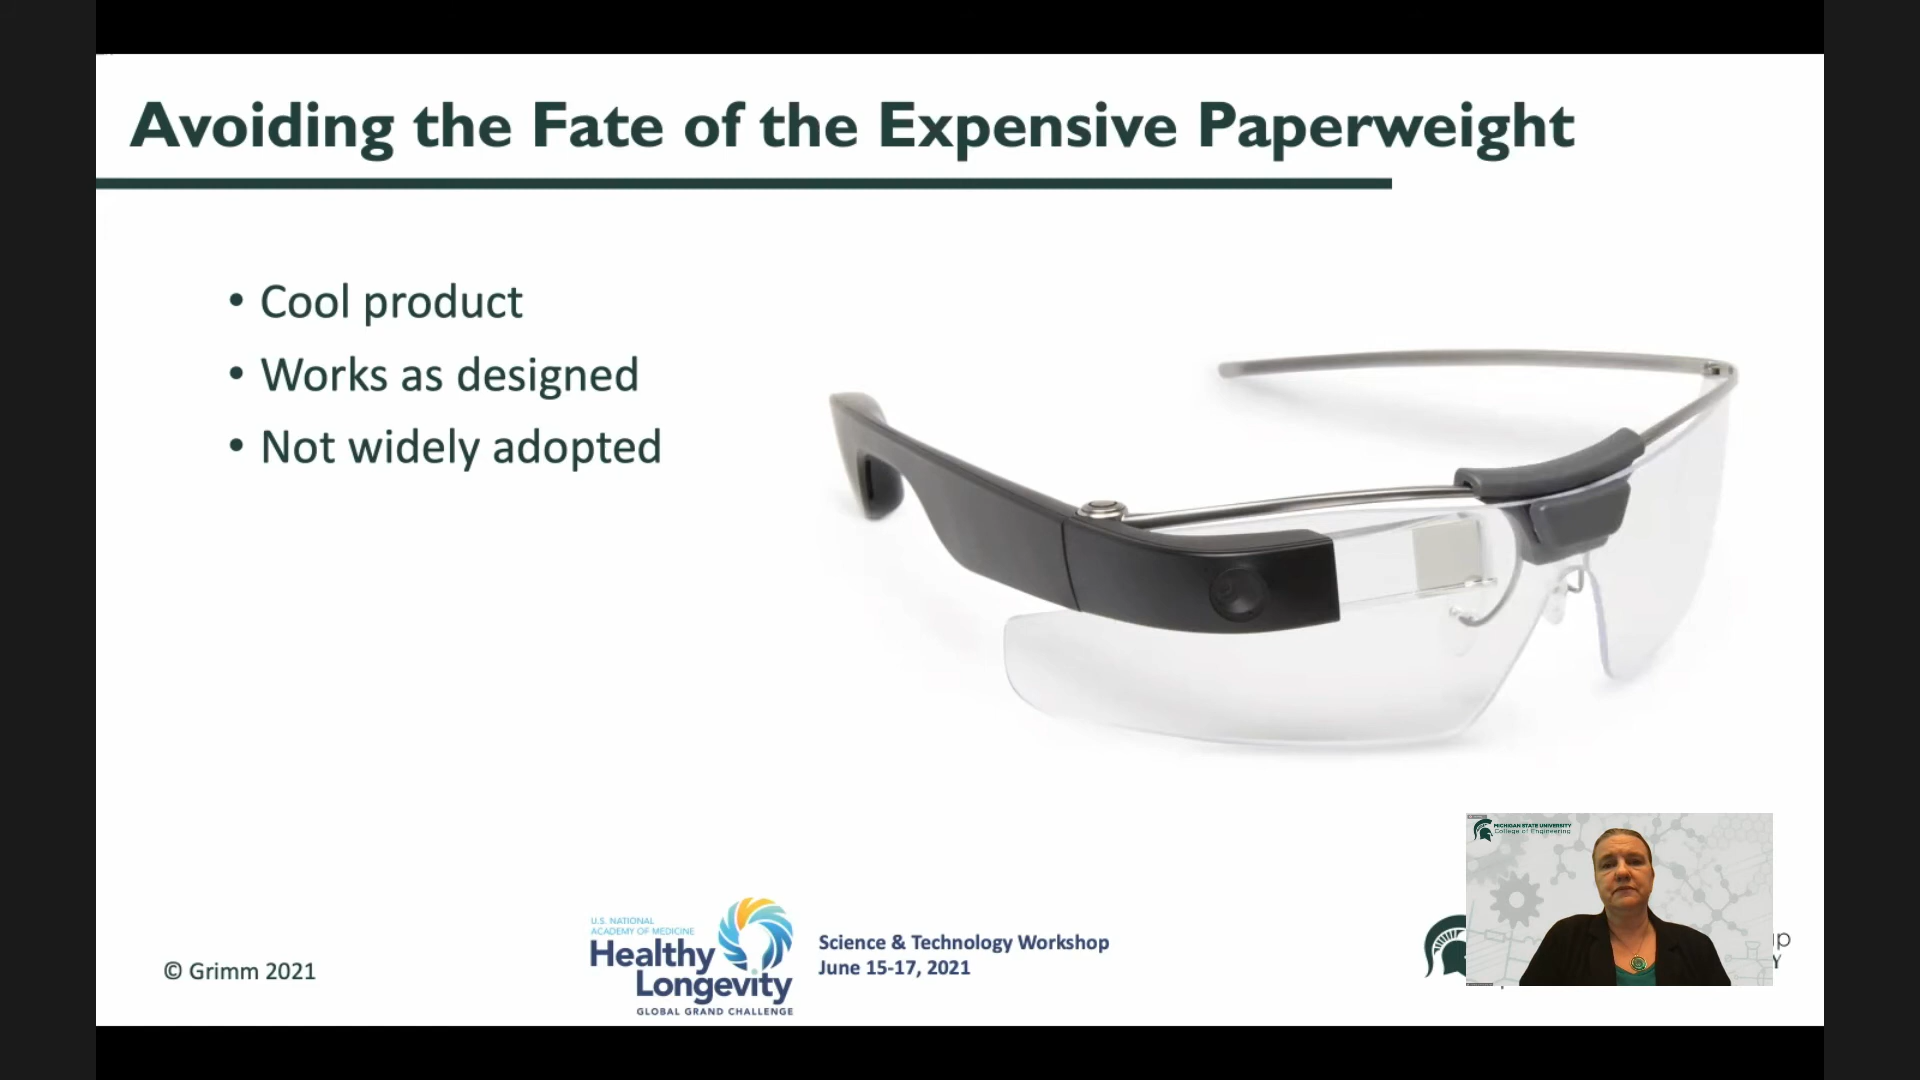 Avoiding the Fate of the Expensive Paperweight
• Cool product
• Works as designed
• Not widely adopted
MICHIGAN STATE UNIVERSITY
College of Engineering
U.S. NATIONAL
ACADEMY OF MEDICINE
Healthy
Longevity
GLOBAL GRAND CHALLENGE
Science & Technology Workshop
June 15-17, 2021
© Grimm 2021
up
Y